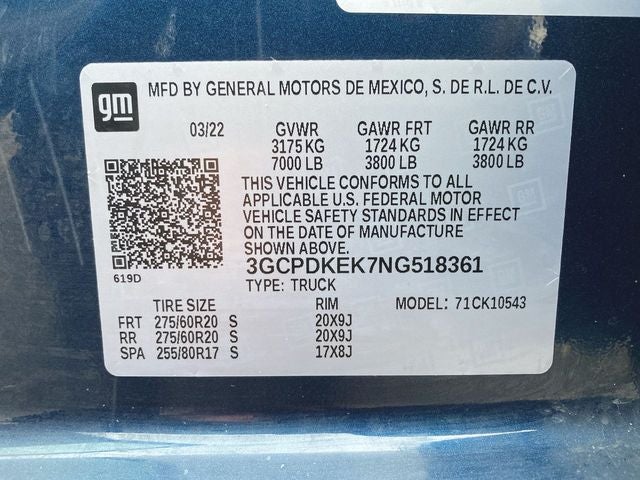 gm
MFD BY GENERAL MOTORS DE MEXICO, S. DE R.L. DE C.V.
03/22 GVWR GAWR FRT GAWR RR
3175 KG 1724 KG 1724 KG
7000 LB 3800 LB 3800 LB
THIS VEHICLE CONFORMS TO ALL
APPLICABLE U.S. FEDERAL MOTOR
VEHICLE SAFETY STANDARDS IN EFFECT
ON THE DATE OF MANUFACTURE
SHOWN ABOVE.
619D
3GCPDKEK7NG518361
TYPE: TRUCK
TIRE SIZE RIM MODEL: 71CK10543
FRT 275/60R20 S 20X9J
RR 275/60R20 S 20X9J
SPA 255/80R17 S 17X8J